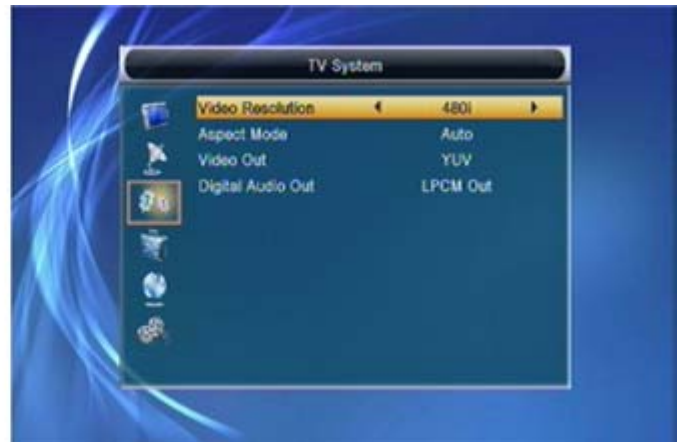 TV System
Video Resolution 480i
Aspect Mode Auto
Video Out YUV
Digital Audio Out LPCM Out